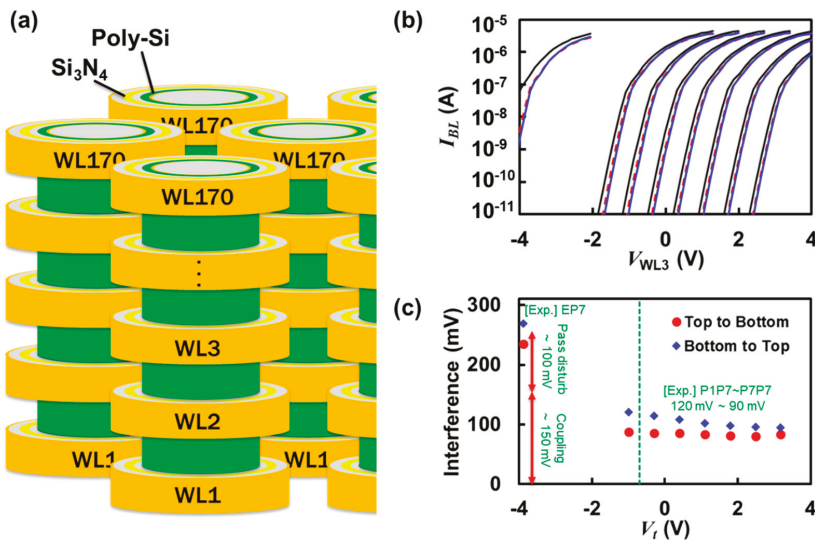 (a)
Poly-Si
Si3N4
WL170
WL170
WL170
WL170
⋮
WL3
WL2
WL1
WL1
WL1
(b)
10-5
10-6
10-7
10-8
10-9
10-10
10-11
IBL (A)
-4 -2 0 2 4
VWL3 (V)
(c)
300
200
100
0
Interference (mV)
[Exp.] EP7
Pass disturb
~ 100 mV
Coupling
~ 150 mV
Top to Bottom
Bottom to Top
[Exp.] P1P7~P7P7
120 mV ~ 90 mV
-4 -2 0 2 4
Vt (V)